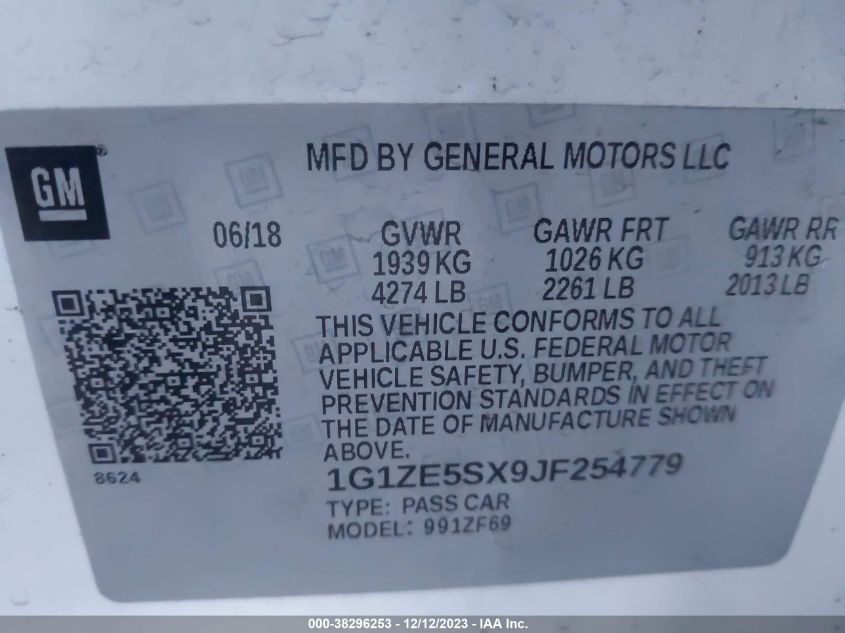 GM®
MFD BY GENERAL MOTORS LLC
06/18
GVWR GAWR FRT GAWR RR
1939 KG 1026 KG 913 KG
4274 LB 2261 LB 2013 LB
THIS VEHICLE CONFORMS TO ALL
APPLICABLE U.S. FEDERAL MOTOR
VEHICLE SAFETY, BUMPER, AND THEFT
PREVENTION STANDARDS IN EFFECT ON
THE DATE OF MANUFACTURE SHOWN
ABOVE.
8624
1G1ZE5SX9JF254779
TYPE: PASS CAR
MODEL: 991ZF69
000-38296253 - 12/12/2023 - IAA Inc.